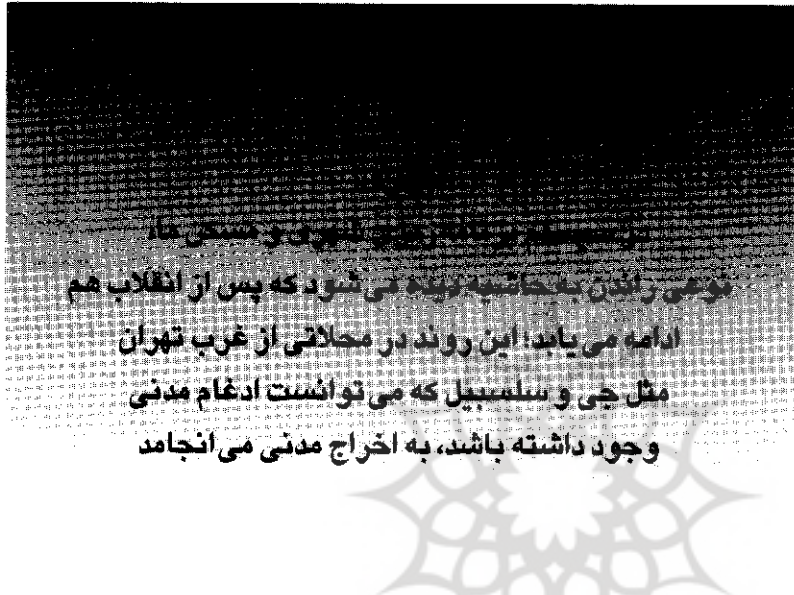 و مسکن ها،
نوعی راندن به حاشیه دیده می شود که پس از انقلاب هم
ادامه می یابد؛ این روند در محلاتی از غرب تهران
مثل جی و سلسبیل که می توانست ادغام مدنی
وجود داشته باشد، به اخراج مدنی می انجامد